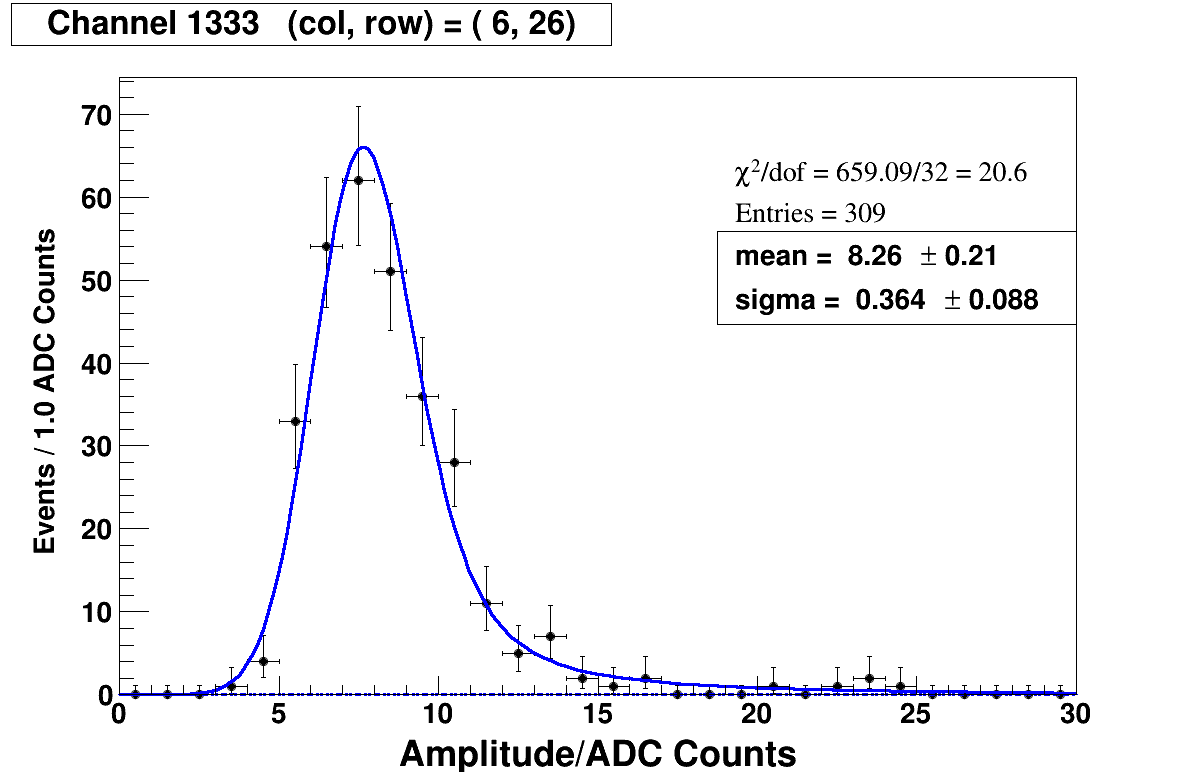 Channel 1333 (col, row) = ( 6, 26)
χ²/dof = 659.09/32 = 20.6
Entries = 309
mean = 8.26 ± 0.21
sigma = 0.364 ± 0.088
Events / 1.0 ADC Counts
70
60
50
40
30
20
10
0
0 5 10 15 20 25 30
Amplitude/ADC Counts